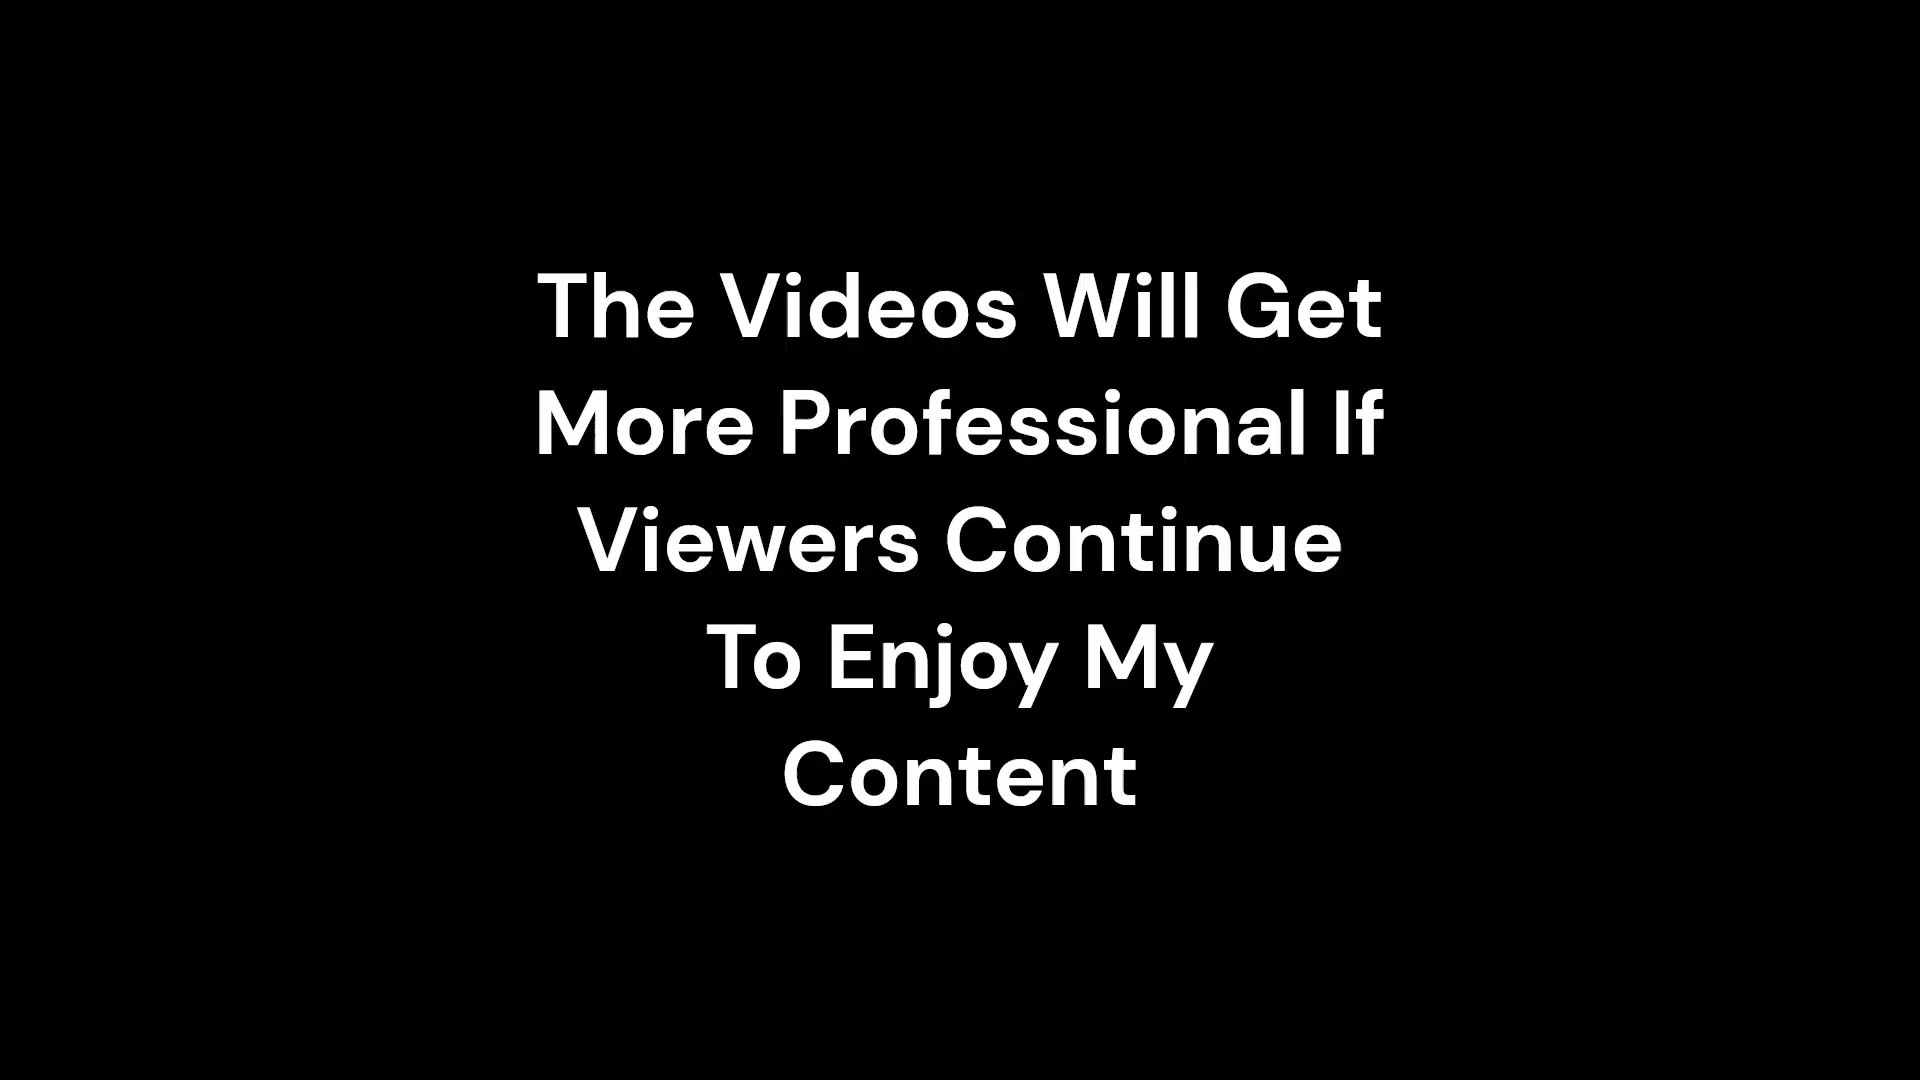 The Videos Will Get
More Professional If
Viewers Continue
To Enjoy My
Content